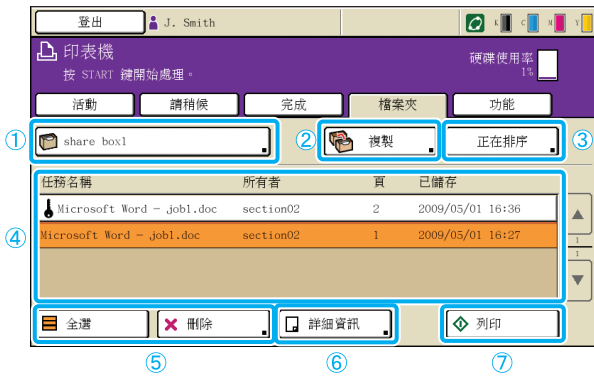 登出 J. Smith K C M Y
印表機
按 START 鍵開始處理。
硬碟使用率
1%
活動 請稍候 完成 檔案夾 功能
① share box1 ② 複製 正在排序 ③
任務名稱 所有者 頁 已儲存
Microsoft Word - job1.doc section02 2 2009/05/01 16:36
④ Microsoft Word - job1.doc section02 1 2009/05/01 16:27
1
1
全選 刪除 詳細資訊 列印
⑤ ⑥ ⑦